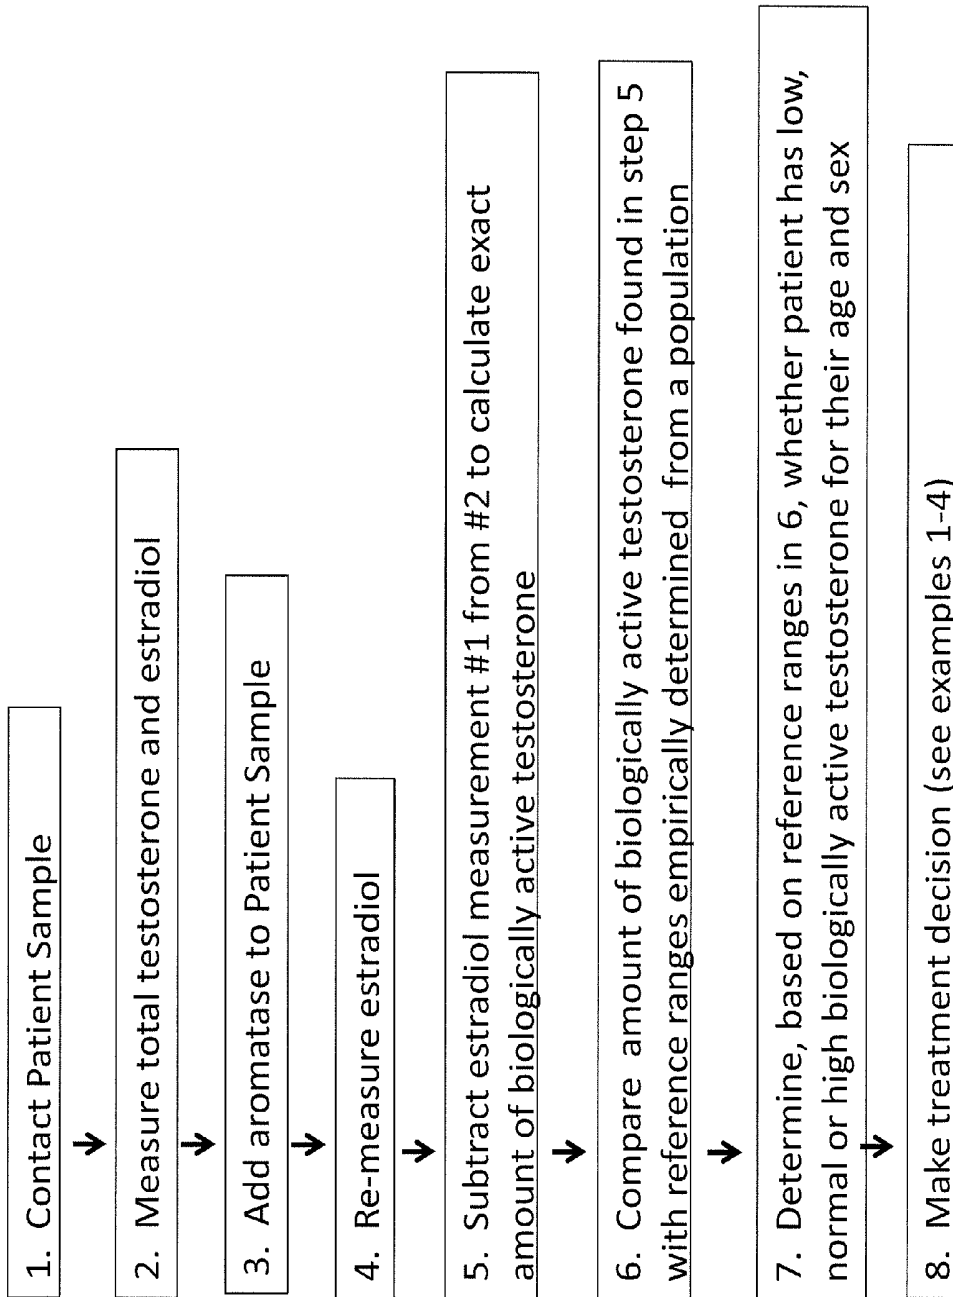 1. Contact Patient Sample
2. Measure total testosterone and estradiol
3. Add aromatase to Patient Sample
4. Re-measure estradiol
5. Subtract estradiol measurement #1 from #2 to calculate exact
amount of biologically active testosterone
6. Compare amount of biologically active testosterone found in step 5
with reference ranges empirically determined from a population
7. Determine, based on reference ranges in 6, whether patient has low,
normal or high biologically active testosterone for their age and sex
8. Make treatment decision (see examples 1-4)